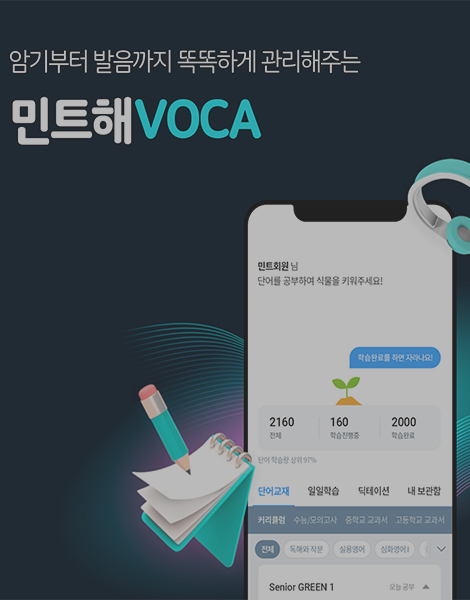 암기부터 발음까지 똑똑하게 관리해주는
민트해VOCA
민트회원 님
단어를 공부하여 식물을 키워주세요!
학습완료를 하면 자라나요!
2160 160 2000
전체 학습진행중 학습완료
단어 학습량 상위 97%
단어교재 일일학습 딕테이션 내 보관함
커리큘럼 수능/모의고사 중학교 교과서 고등학교 교과서
전체 독해와 작문 실용영어 심화영어Ⅰ
Senior GREEN 1 오늘 공부